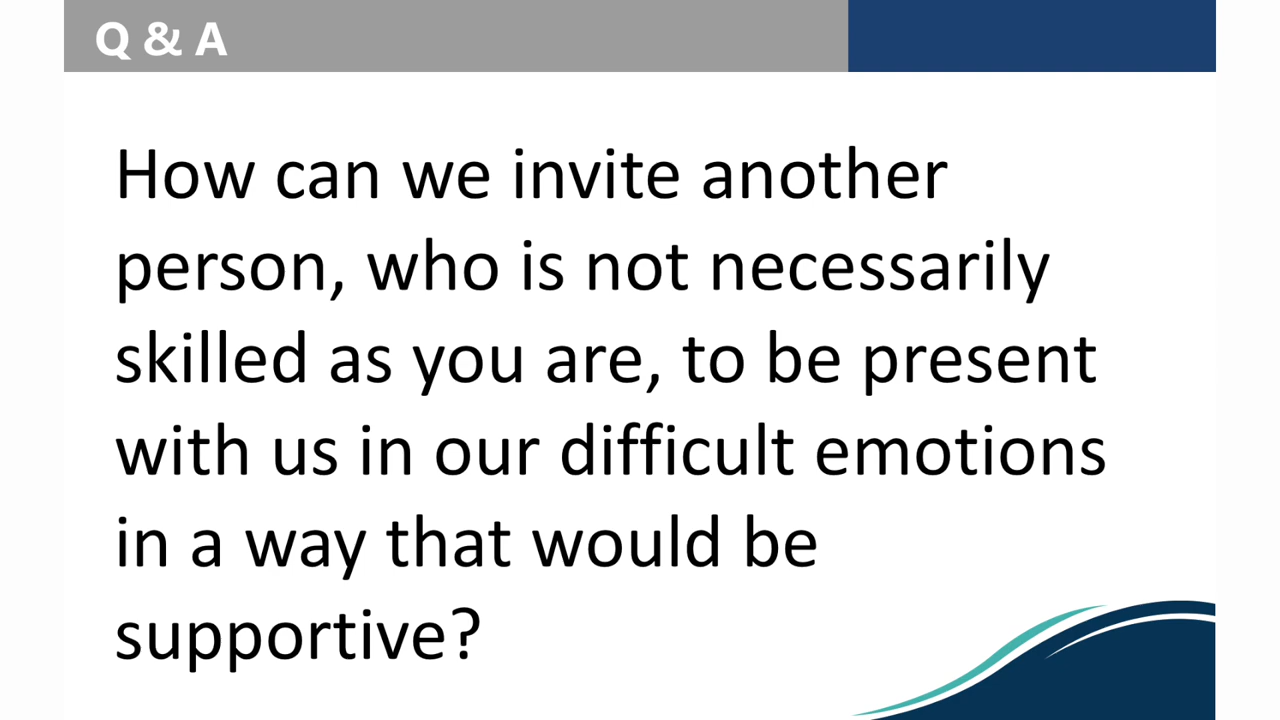 Q & A
How can we invite another
person, who is not necessarily
skilled as you are, to be present
with us in our difficult emotions
in a way that would be
supportive?